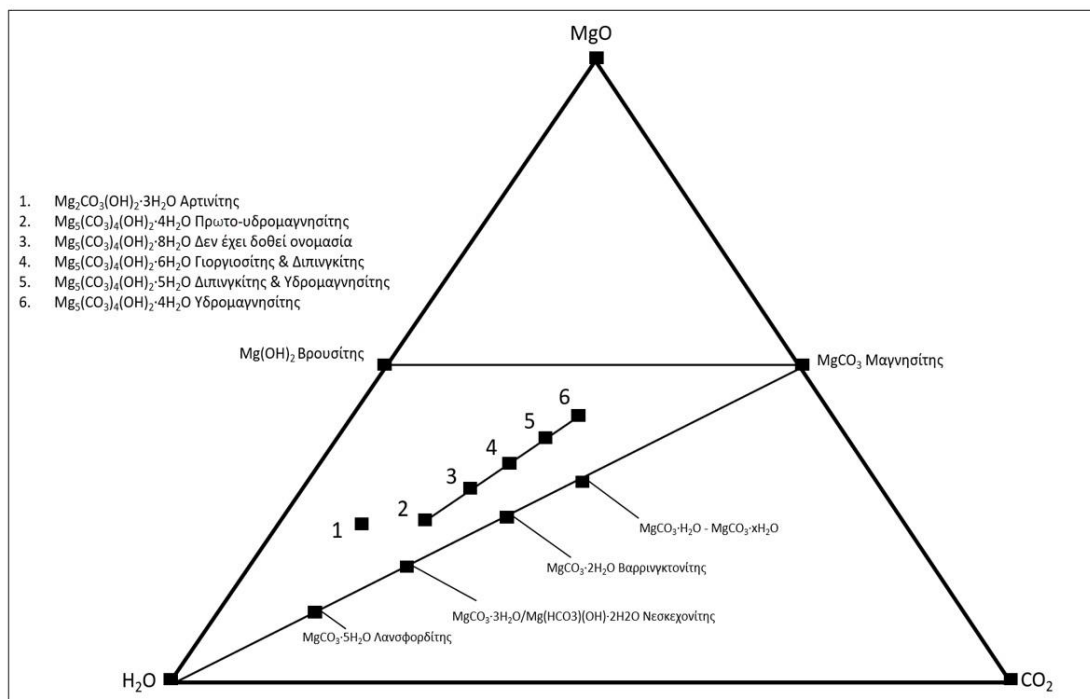 MgO
1. Mg₂CO₃(OH)₂·3H₂O Αρτινίτης
2. Mg₅(CO₃)₄(OH)₂·4H₂O Πρωτο-υδρομαγνησίτης
3. Mg₅(CO₃)₄(OH)₂·8H₂O Δεν έχει δοθεί ονομασία
4. Mg₅(CO₃)₄(OH)₂·6H₂O Γιοργιοσίτης & Διπινγκίτης
5. Mg₅(CO₃)₄(OH)₂·5H₂O Διπινγκίτης & Υδρομαγνησίτης
6. Mg₅(CO₃)₄(OH)₂·4H₂O Υδρομαγνησίτης
Mg(OH)₂ Βρουσίτης
MgCO₃ Μαγνησίτης
6
5
4
3
2
1
MgCO₃·H₂O - MgCO₃·xH₂O
MgCO₃·2H₂O Βαρρινγκτονίτης
MgCO₃·3H₂O/Mg(HCO3)(OH)·2H2O Νεσκεχονίτης
MgCO₃·5H₂O Λανσφορδίτης
H₂O
CO₂